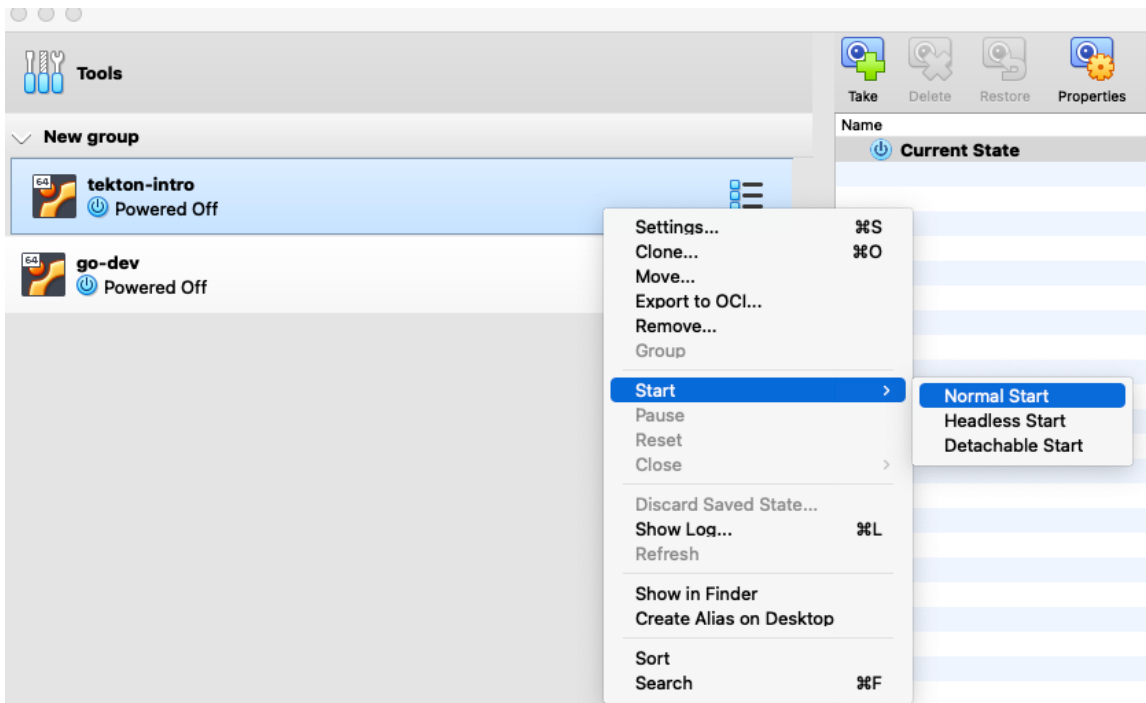 Tools
Take
Delete
Restore
Properties
New group
Name
Current State
64
tekton-intro
Powered Off
64
go-dev
Powered Off
Settings... ⌘S
Clone... ⌘O
Move...
Export to OCI...
Remove...
Group
Start
Normal Start
Headless Start
Detachable Start
Pause
Reset
Close
Discard Saved State...
Show Log... ⌘L
Refresh
Show in Finder
Create Alias on Desktop
Sort
Search ⌘F